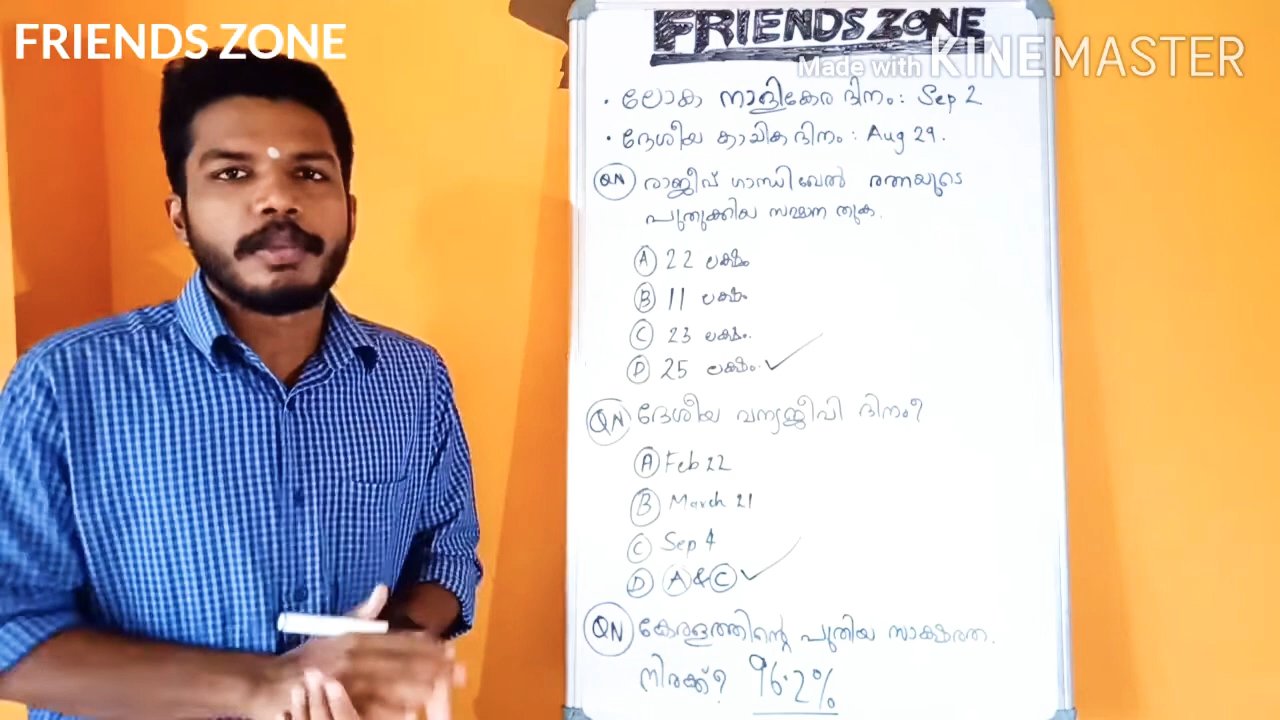 FRIENDS ZONE
FRIENDS ZONE
Made with KINEMASTER
• ലോക നാളികേര ദിനം : Sep 2
• ദേശീയ കായിക ദിനം : Aug 29.
QN രാജീവ് ഗാന്ധി ഖേൽ രത്നയുടെ
പുതുക്കിയ സമ്മാന തുക.
A 22 ലക്ഷം
B 11 ലക്ഷം
C 23 ലക്ഷം.
D 25 ലക്ഷം.
QN ദേശീയ വന്യജീവി ദിനം?
A Feb 22
B March 21
C Sep 4
D A & C
QN കേരളത്തിന്റെ പുതിയ സാക്ഷരത.
നിരക്ക്? 96.2%